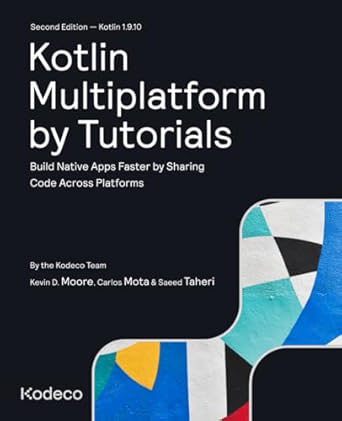 Second Edition — Kotlin 1.9.10
Kotlin
Multiplatform
by Tutorials
Build Native Apps Faster by Sharing
Code Across Platforms
By the Kodeco Team
Kevin D. Moore, Carlos Mota & Saeed Taheri
Kodeco